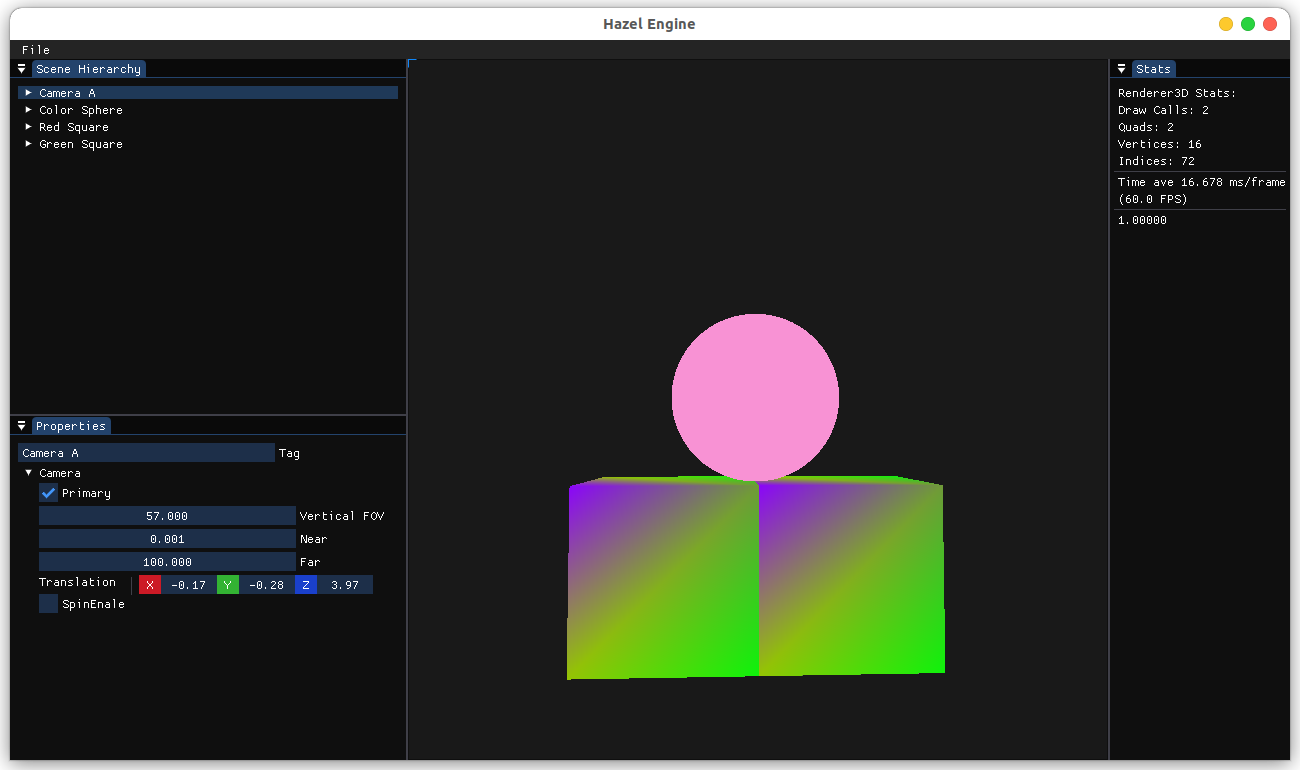 Hazel Engine
File
Scene Hierarchy
Camera A
Color Sphere
Red Square
Green Square
Properties
Camera A Tag
Camera
Primary
57.000 Vertical FOV
0.001 Near
100.000 Far
Translation X -0.17 Y -0.28 Z 3.97
SpinEnale
Stats
Renderer3D Stats:
Draw Calls: 2
Quads: 2
Vertices: 16
Indices: 72
Time ave 16.678 ms/frame
(60.0 FPS)
1.00000